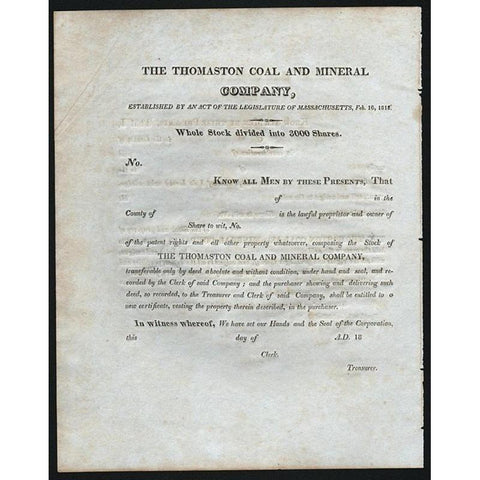 THE THOMASTON COAL AND MINERAL
COMPANY,
ESTABLISHED BY AN ACT OF THE LEGISLATURE OF MASSACHUSETTS, Feb. 16,
Whole Stock divided into 3000 Shares.
No.
KNOW ALL MEN BY THESE PRESENTS, That
of in the
County of is the lawful proprietor and owner of
Share to wit, No.
of the patent rights and all other property whatsoever, composing the Stock of
THE THOMASTON COAL AND MINERAL COMPANY,
transferable only by deed absolute and without condition, under hand and seal, and re-
corded by the Clerk of said Company; and the purchaser shewing and delivering such
deed, so recorded, to the Treasurer and Clerk of said Company, shall be entitled to a
new certificate, vesting the property therein described, in the purchaser.
In witness whereof, We have set our Hands and the Seal of the Corporation,
this day of A.D. 18
Clerk.
Treasurer.